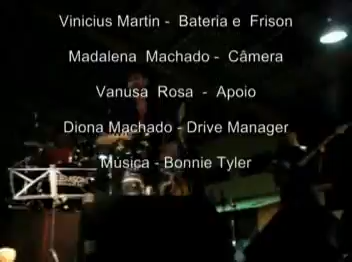 Vinicius Martin - Bateria e Frison
Madalena Machado - Câmera
Vanusa Rosa - Apoio
Diona Machado - Drive Manager
Música - Bonnie Tyler